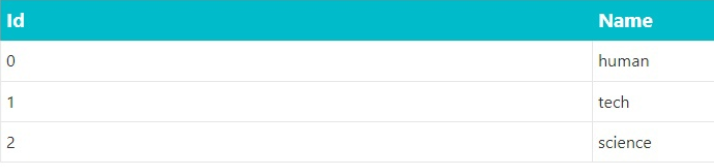 Id Name
0 human
1 tech
2 science